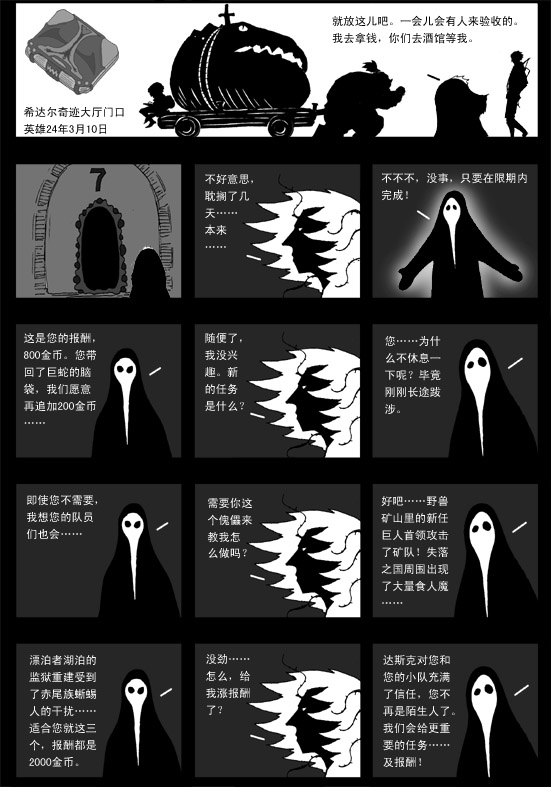 就放这儿吧。一会儿会有人来验收的。
我去拿钱，你们去酒馆等我。
希达尔奇迹大厅门口
英雄24年3月10日
7
不好意思，
耽搁了几
天……
本来
……
不不不，没事，只要在限期内
完成！
这是您的报酬，
800金币。您带
回了巨蛇的脑
袋，我们愿意
再追加200金币
……
随便了，
我没兴
趣。新
的任务
是什么？
您……为什
么不休息一
下呢？毕竟
刚刚长途跋
涉。
即使您不需要，
我想您的队员
们也会……
需要你这
个傀儡来
教我怎
么做吗？
好吧……野兽
矿山里的新任
巨人首领攻击
了矿队！失落
之国周围出现
了大量食人魔
……
漂泊者湖泊的
监狱重建受到
了赤尾族蜥蜴
人的干扰……
适合您就这三
个，报酬都是
2000金币。
没劲……
怎么，给
我涨报酬
了？
达斯克对您和
您的小队充满
了信任，您不
再是陌生人了。
我们会给更重
要的任务……
及报酬！